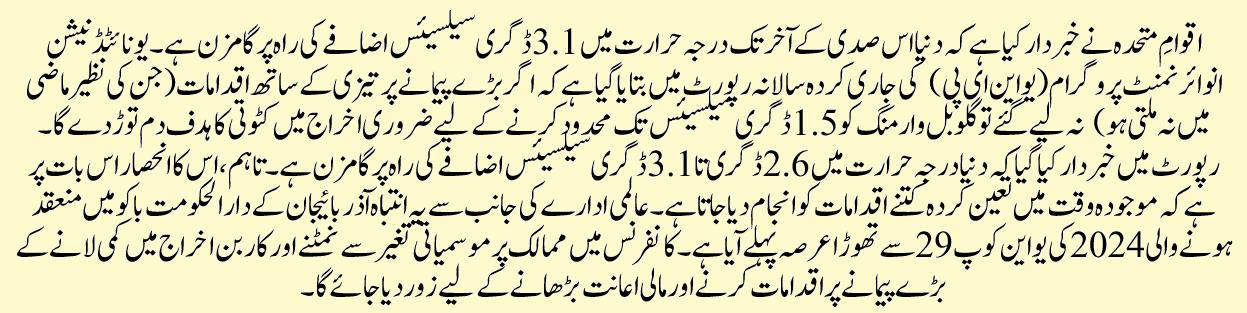 اقوامِ متحدہ نے خبردار کیا ہے کہ دنیا اس صدی کے آخر تک درجہ حرارت میں 3.1 ڈگری سیلسیئس اضافے کی راہ پر گامزن ہے۔ یونائٹڈ نیشن
انوائرنمنٹ پروگرام (یو این ای پی) کی جاری کردہ سالانہ رپورٹ میں بتایا گیا ہے کہ اگر بڑے پیمانے پر تیزی کے ساتھ اقدامات (جن کی نظیر ماضی
میں نہ ملتی ہو) نہ لیے گئے تو گلوبل وارمنگ کو 1.5 ڈگری سیلسیئس تک محدود کرنے کے لیے ضروری اخراج میں کٹوتی کا ہدف دم توڑ دے گا۔
رپورٹ میں خبردار کیا گیا کہ دنیا درجہ حرارت میں 2.6 ڈگری تا 3.1 ڈگری سیلسیئس اضافے کی راہ پر گامزن ہے۔ تاہم، اس کا انحصار اس بات پر
ہے کہ موجودہ وقت میں تعین کردہ کتنے اقدامات کو انجام دیا جاتا ہے۔ عالمی ادارے کی جانب سے یہ انتباہ آذربائیجان کے دارالحکومت باکو میں منعقد
ہونے والی 2024 کی یو این کوپ 29 سے تھوڑا عرصہ پہلے آیا ہے۔ کانفرنس میں ممالک پر موسمیاتی تغیر سے نمٹنے اور کاربن اخراج میں کمی لانے کے
بڑے پیمانے پر اقدامات کرنے اور مالی اعانت بڑھانے کے لیے زور دیا جائے گا۔